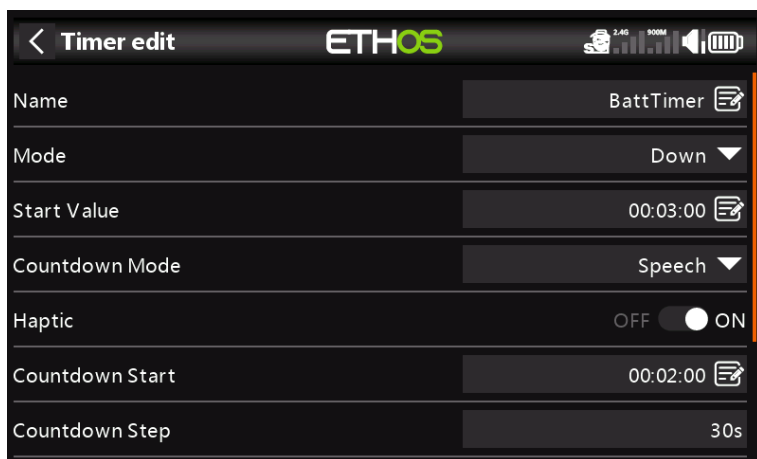 Timer edit ETHOS 2.4G 900M
Name BattTimer
Mode Down
Start Value 00:03:00
Countdown Mode Speech
Haptic OFF ON
Countdown Start 00:02:00
Countdown Step 30s